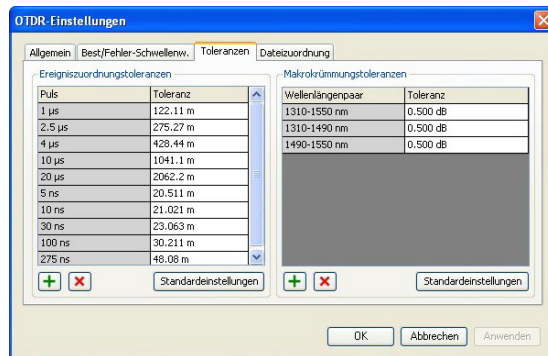 OTDR-Einstellungen
Allgemein Best/Fehler-Schwellenw. Toleranzen Dateizuordnung
Ereigniszuordnungstoleranzen
Puls Toleranz
1 µs 122.11 m
2.5 µs 275.27 m
4 µs 428.44 m
10 µs 1041.1 m
20 µs 2062.2 m
5 ns 20.511 m
10 ns 21.021 m
30 ns 23.063 m
100 ns 30.211 m
275 ns 48.08 m
Standardeinstellungen
Makrokrümmungstoleranzen
Wellenlängenpaar Toleranz
1310-1550 nm 0.500 dB
1310-1490 nm 0.500 dB
1490-1550 nm 0.500 dB
Standardeinstellungen
OK Abbrechen Anwenden